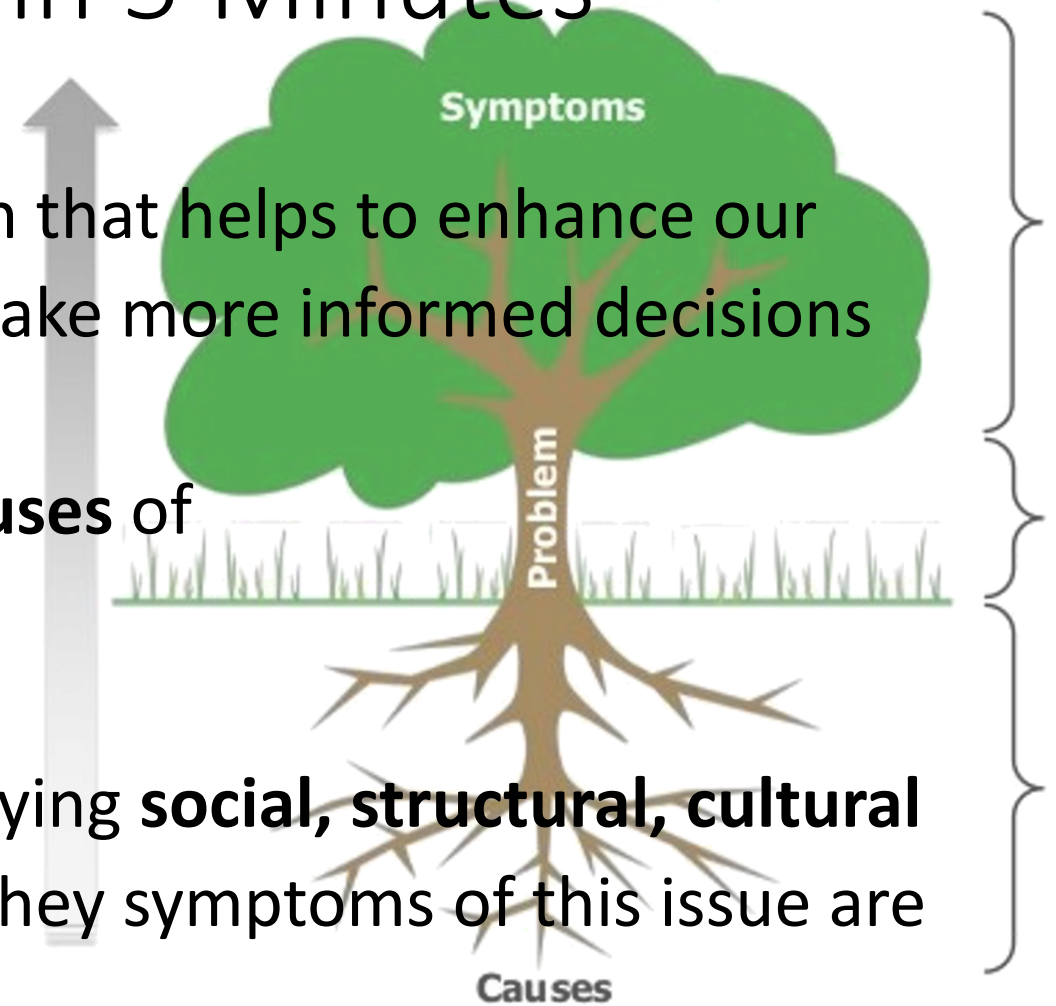 in 5 Minutes
Symptoms
that helps to enhance our
ake more informed decisions
Problem
uses of
ying social, structural, cultural
hey symptoms of this issue are
Causes